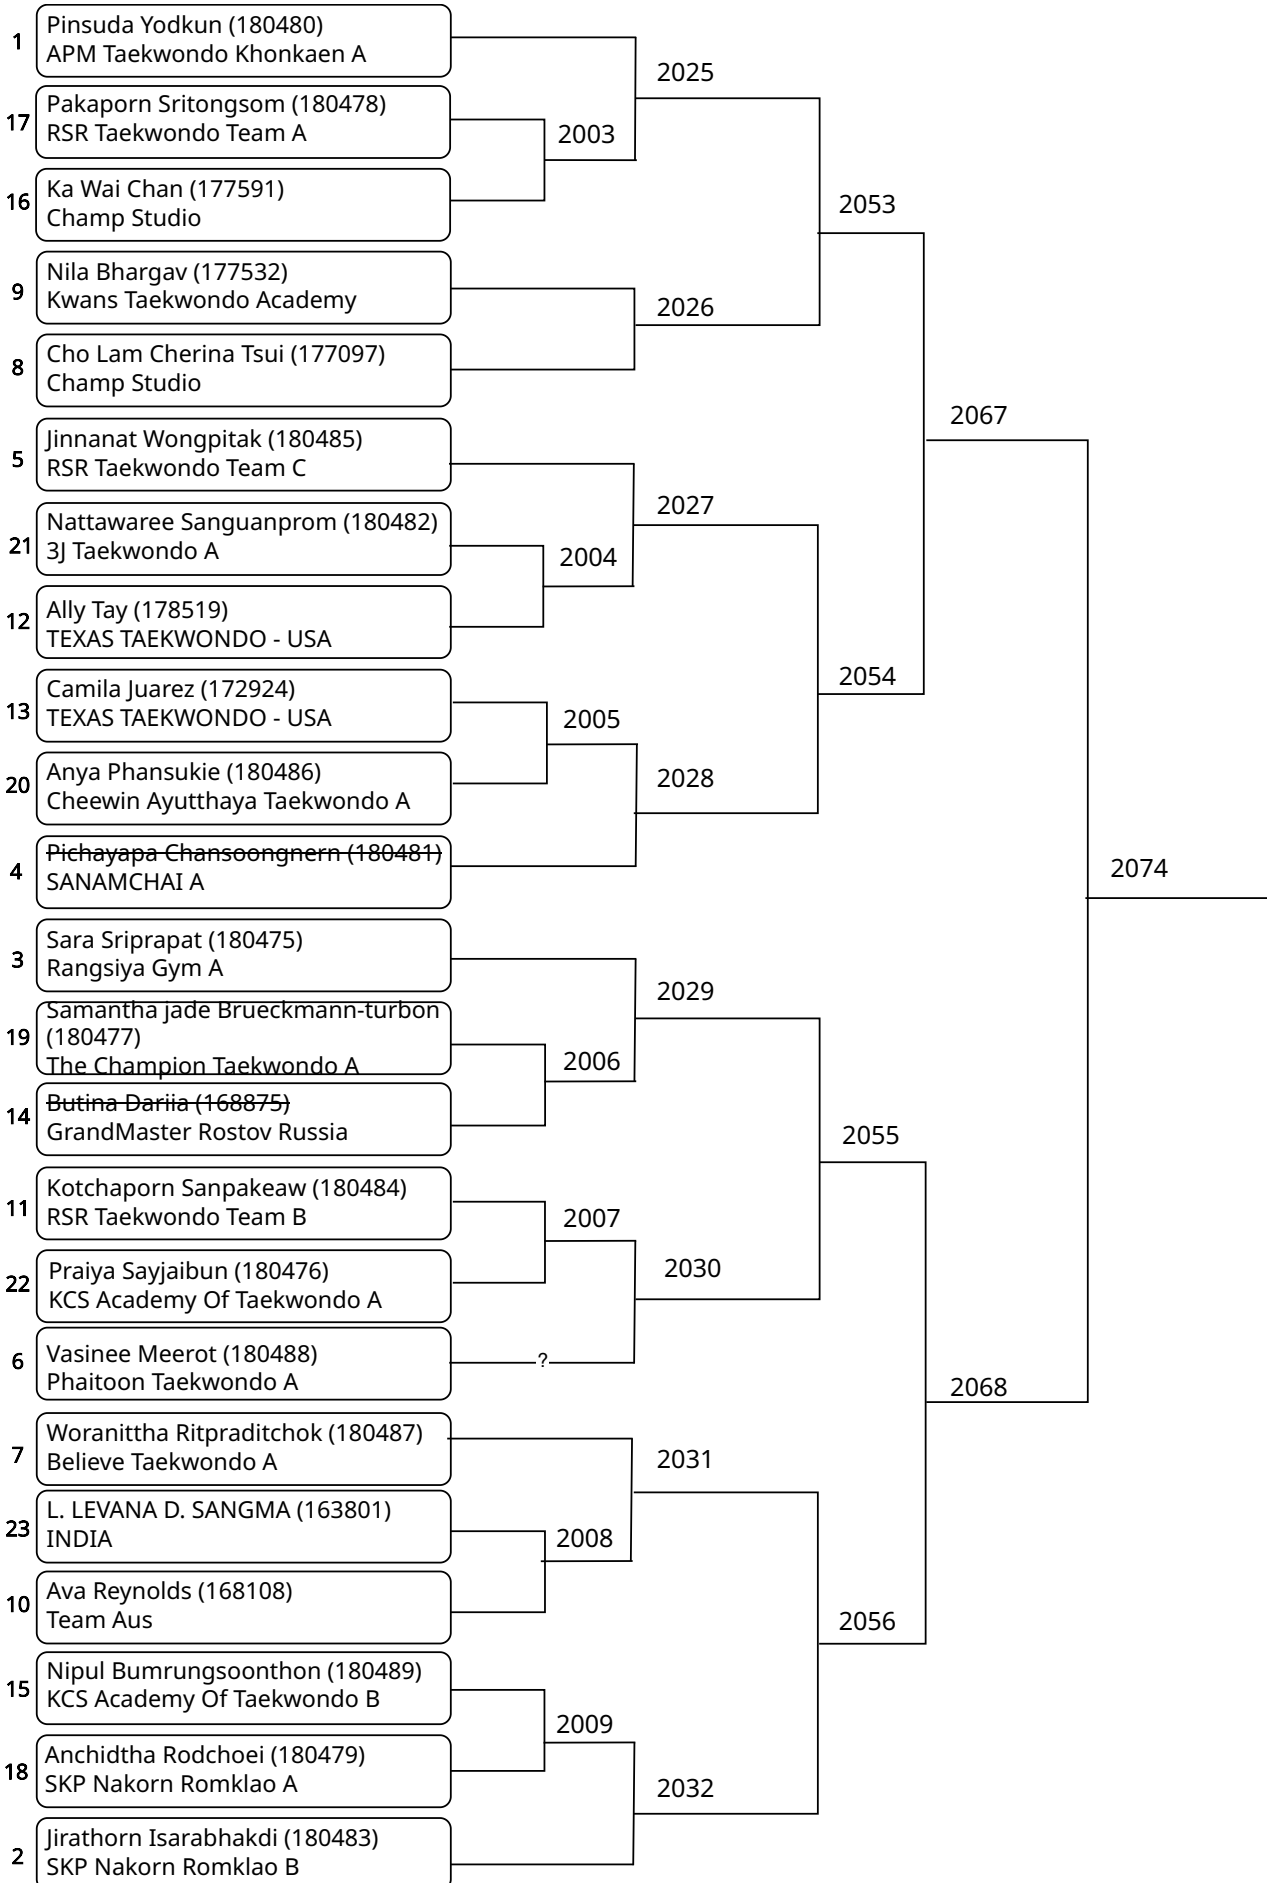 1
Pinsuda Yodkun (180480)
APM Taekwondo Khonkaen A
2025
17
Pakaporn Sritongsom (180478)
RSR Taekwondo Team A
2003
16
Ka Wai Chan (177591)
Champ Studio
2053
9
Nila Bhargav (177532)
Kwans Taekwondo Academy
2026
8
Cho Lam Cherina Tsui (177097)
Champ Studio
2067
5
Jinnanat Wongpitak (180485)
RSR Taekwondo Team C
2027
21
Nattawaree Sanguanprom (180482)
3J Taekwondo A
2004
12
Ally Tay (178519)
TEXAS TAEKWONDO - USA
2054
13
Camila Juarez (172924)
TEXAS TAEKWONDO - USA
2005
20
Anya Phansukie (180486)
Cheewin Ayutthaya Taekwondo A
2028
4
Pichayapa Chansoongnern (180481)
SANAMCHAI A
2074
3
Sara Sriprapat (180475)
Rangsiya Gym A
2029
19
Samantha jade Brueckmann-turbon
(180477)
The Champion Taekwondo A
2006
14
Butina Dariia (168875)
GrandMaster Rostov Russia
2055
11
Kotchaporn Sanpakeaw (180484)
RSR Taekwondo Team B
2007
22
Praiya Sayjaibun (180476)
KCS Academy Of Taekwondo A
2030
6
Vasinee Meerot (180488)
Phaitoon Taekwondo A
?
2068
7
Woranittha Ritpraditchok (180487)
Believe Taekwondo A
2031
23
L. LEVANA D. SANGMA (163801)
INDIA
2008
10
Ava Reynolds (168108)
Team Aus
2056
15
Nipul Bumrungsoonthon (180489)
KCS Academy Of Taekwondo B
2009
18
Anchidtha Rodchoei (180479)
SKP Nakorn Romklao A
2032
2
Jirathorn Isarabhakdi (180483)
SKP Nakorn Romklao B